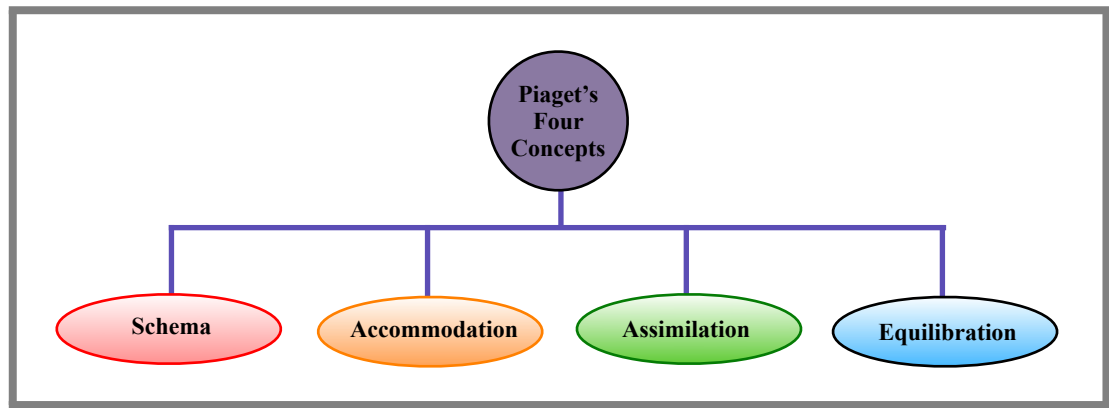 Piaget’s
Four
Concepts
Schema
Accommodation
Assimilation
Equilibration